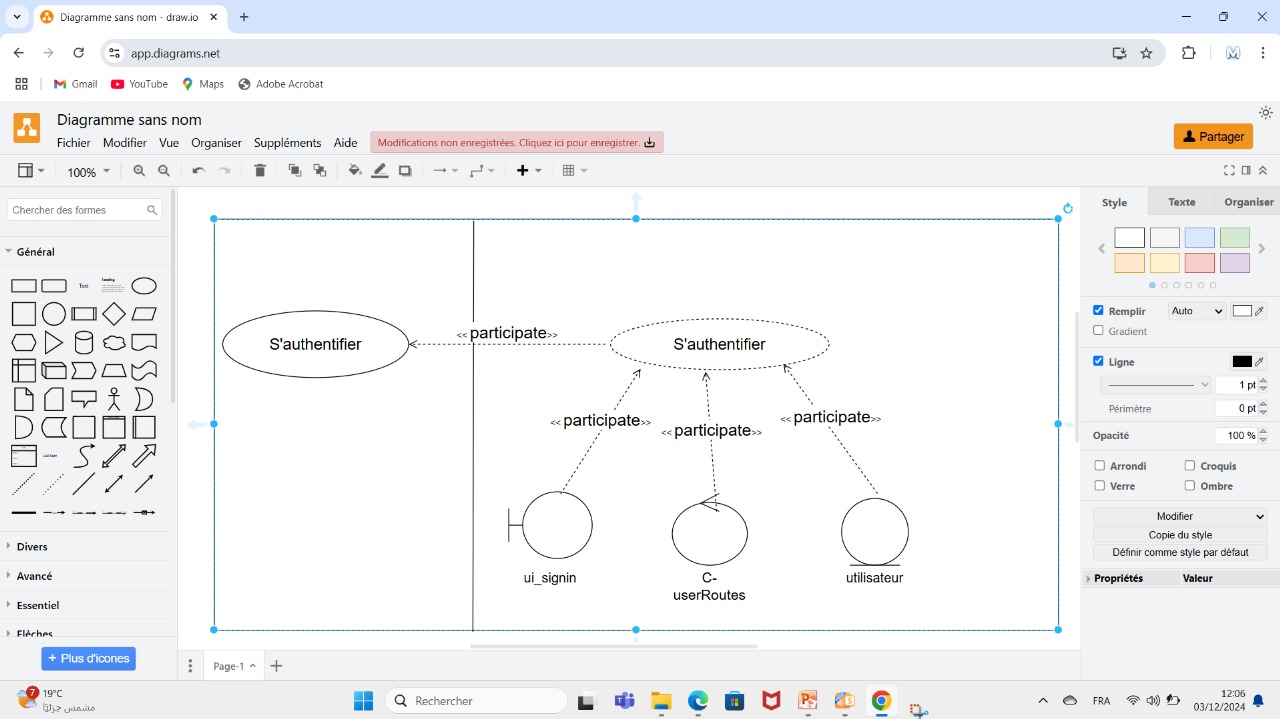 Diagramme sans nom - draw.io
app.diagrams.net
Gmail YouTube Maps Adobe Acrobat
Diagramme sans nom
Fichier Modifier Vue Organiser Suppléments Aide
Modifications non enregistrées. Cliquez ici pour enregistrer.
Partager
100%
Chercher des formes
Général
Text
Heading
List Item
Divers
Avancé
Essentiel
Flèches
+ Plus d'icones
S'authentifier
<< participate>>
S'authentifier
<< participate>>
<< participate>>
<< participate>>
ui_signin
C-
userRoutes
utilisateur
Page-1
Style Texte Organiser
Remplir Auto
Gradient
Ligne
1 pt
Périmètre 0 pt
Opacité 100 %
Arrondi Croquis
Verre Ombre
Modifier
Copie du style
Définir comme style par défaut
Propriétés Valeur
7
19°C
مشمس جزئيًا
Rechercher
FRA
12:06
03/12/2024